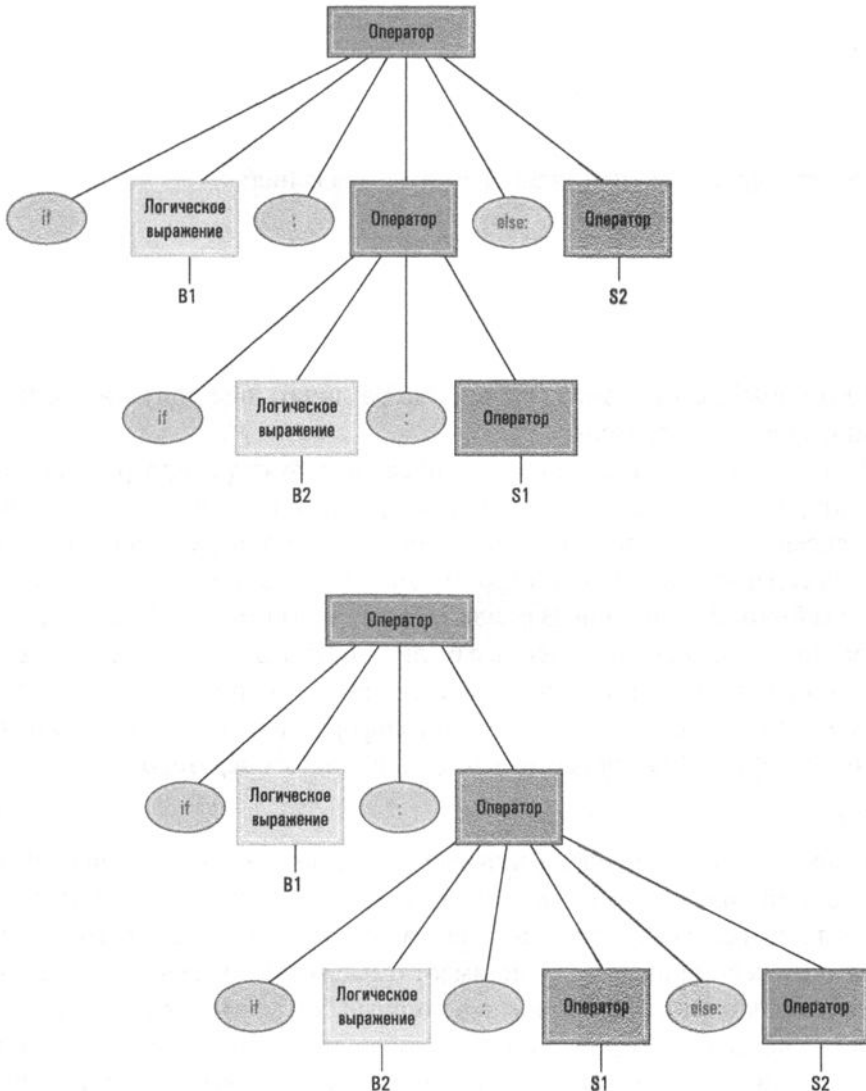 Оператор
if
Логическое
выражение
:
Оператор
else:
Оператор
B1
S2
if
Логическое
выражение
:
Оператор
B2
S1
Оператор
if
Логическое
выражение
:
Оператор
B1
if
Логическое
выражение
:
Оператор
else:
Оператор
B2
S1
S2